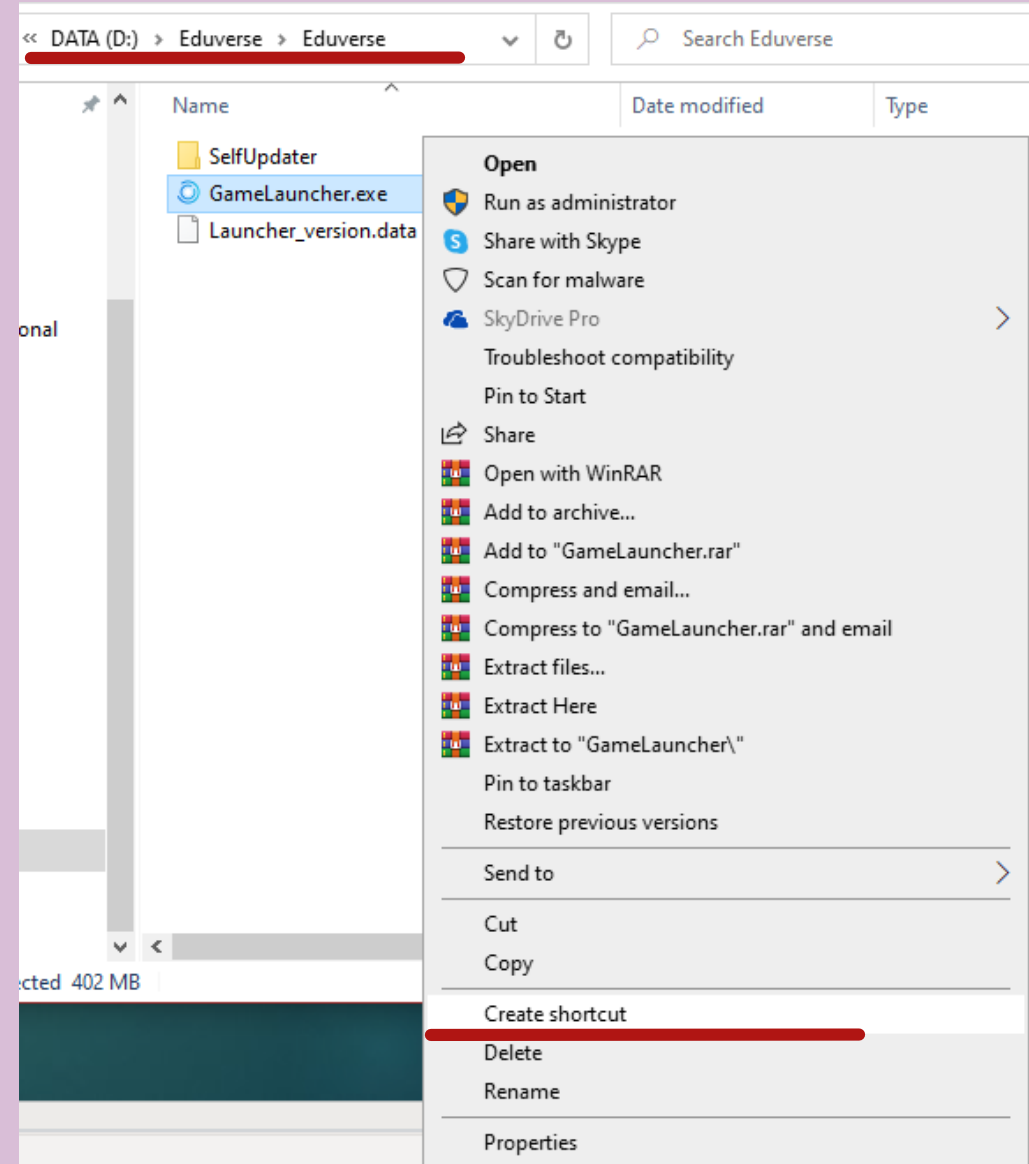 « DATA (D:) > Eduverse > Eduverse
Search Eduverse
Name
Date modified
Type
SelfUpdater
GameLauncher.exe
Launcher_version.data
onal
Open
Run as administrator
Share with Skype
Scan for malware
SkyDrive Pro
Troubleshoot compatibility
Pin to Start
Share
Open with WinRAR
Add to archive...
Add to "GameLauncher.rar"
Compress and email...
Compress to "GameLauncher.rar" and email
Extract files...
Extract Here
Extract to "GameLauncher\"
Pin to taskbar
Restore previous versions
Send to
Cut
Copy
ected 402 MB
Create shortcut
Delete
Rename
Properties